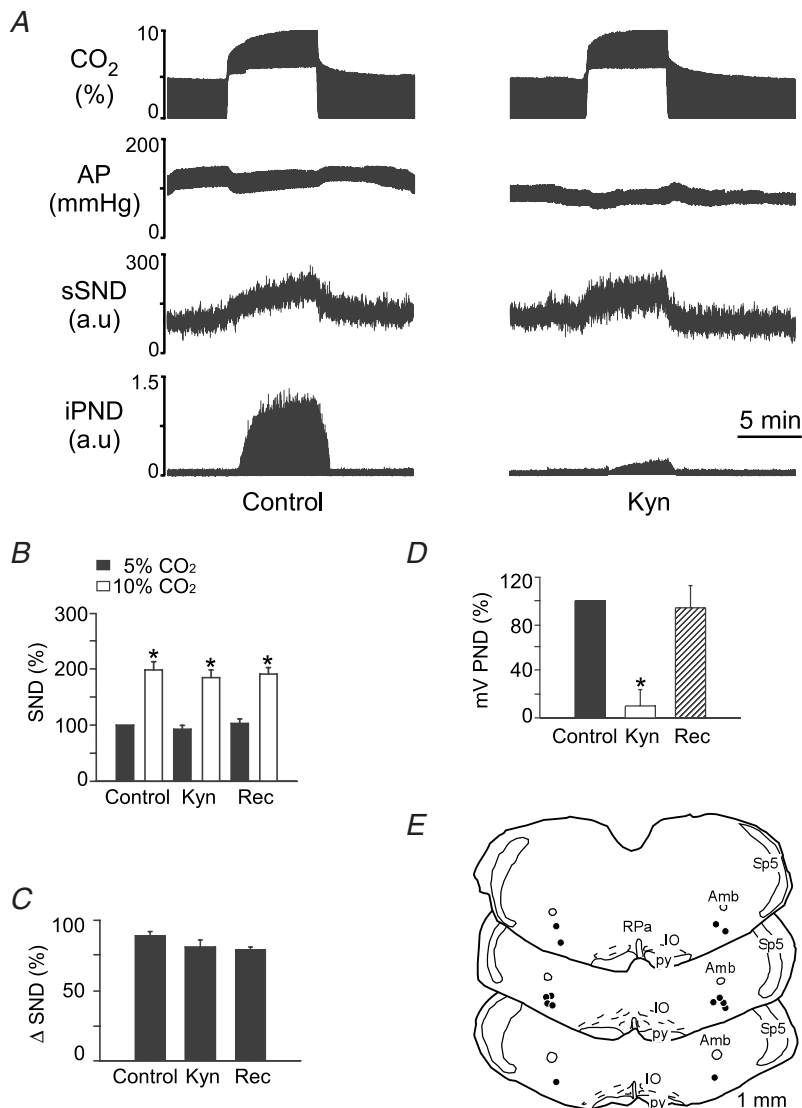 A
10
CO₂
(%)
0
200
AP
(mmHg)
0
300
sSND
(a.u)
0
1.5
iPND
(a.u)
0
5 min
Control
Kyn
B
5% CO₂
10% CO₂
300
200
100
0
SND (%)
*
*
*
Control
Kyn
Rec
C
100
50
0
Δ SND (%)
Control
Kyn
Rec
D
120
80
40
0
mV PND (%)
*
Control
Kyn
Rec
E
Sp5
Amb
RPa
IO
py
Sp5
Amb
IO
py
Sp5
Amb
IO
py
1 mm